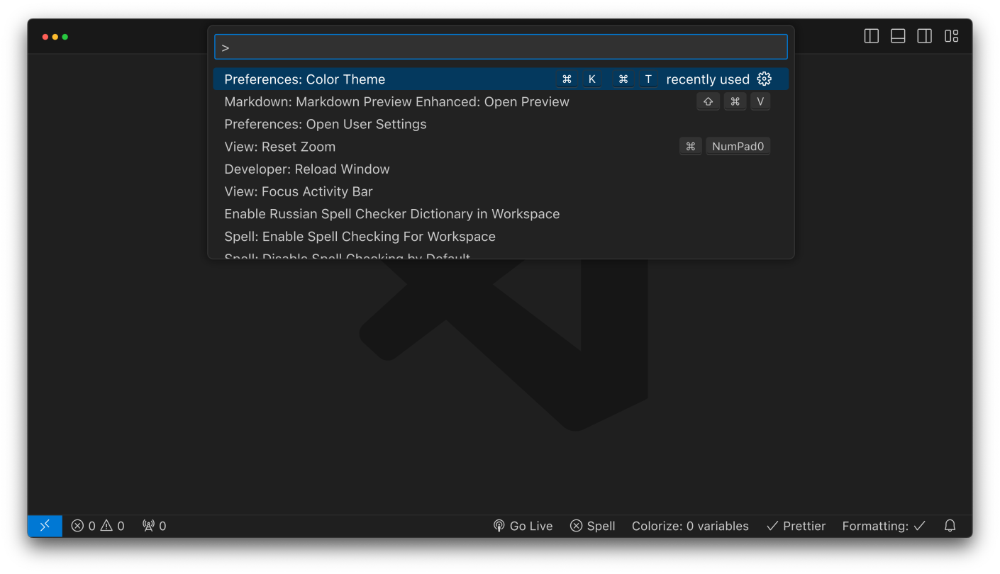 >
Preferences: Color Theme ⌘ K ⌘ T recently used
Markdown: Markdown Preview Enhanced: Open Preview ⇧ ⌘ V
Preferences: Open User Settings
View: Reset Zoom ⌘ NumPad0
Developer: Reload Window
View: Focus Activity Bar
Enable Russian Spell Checker Dictionary in Workspace
Spell: Enable Spell Checking For Workspace
Spell: Disable Spell Checking by Default
0 0 0 Go Live Spell Colorize: 0 variables Prettier Formatting: